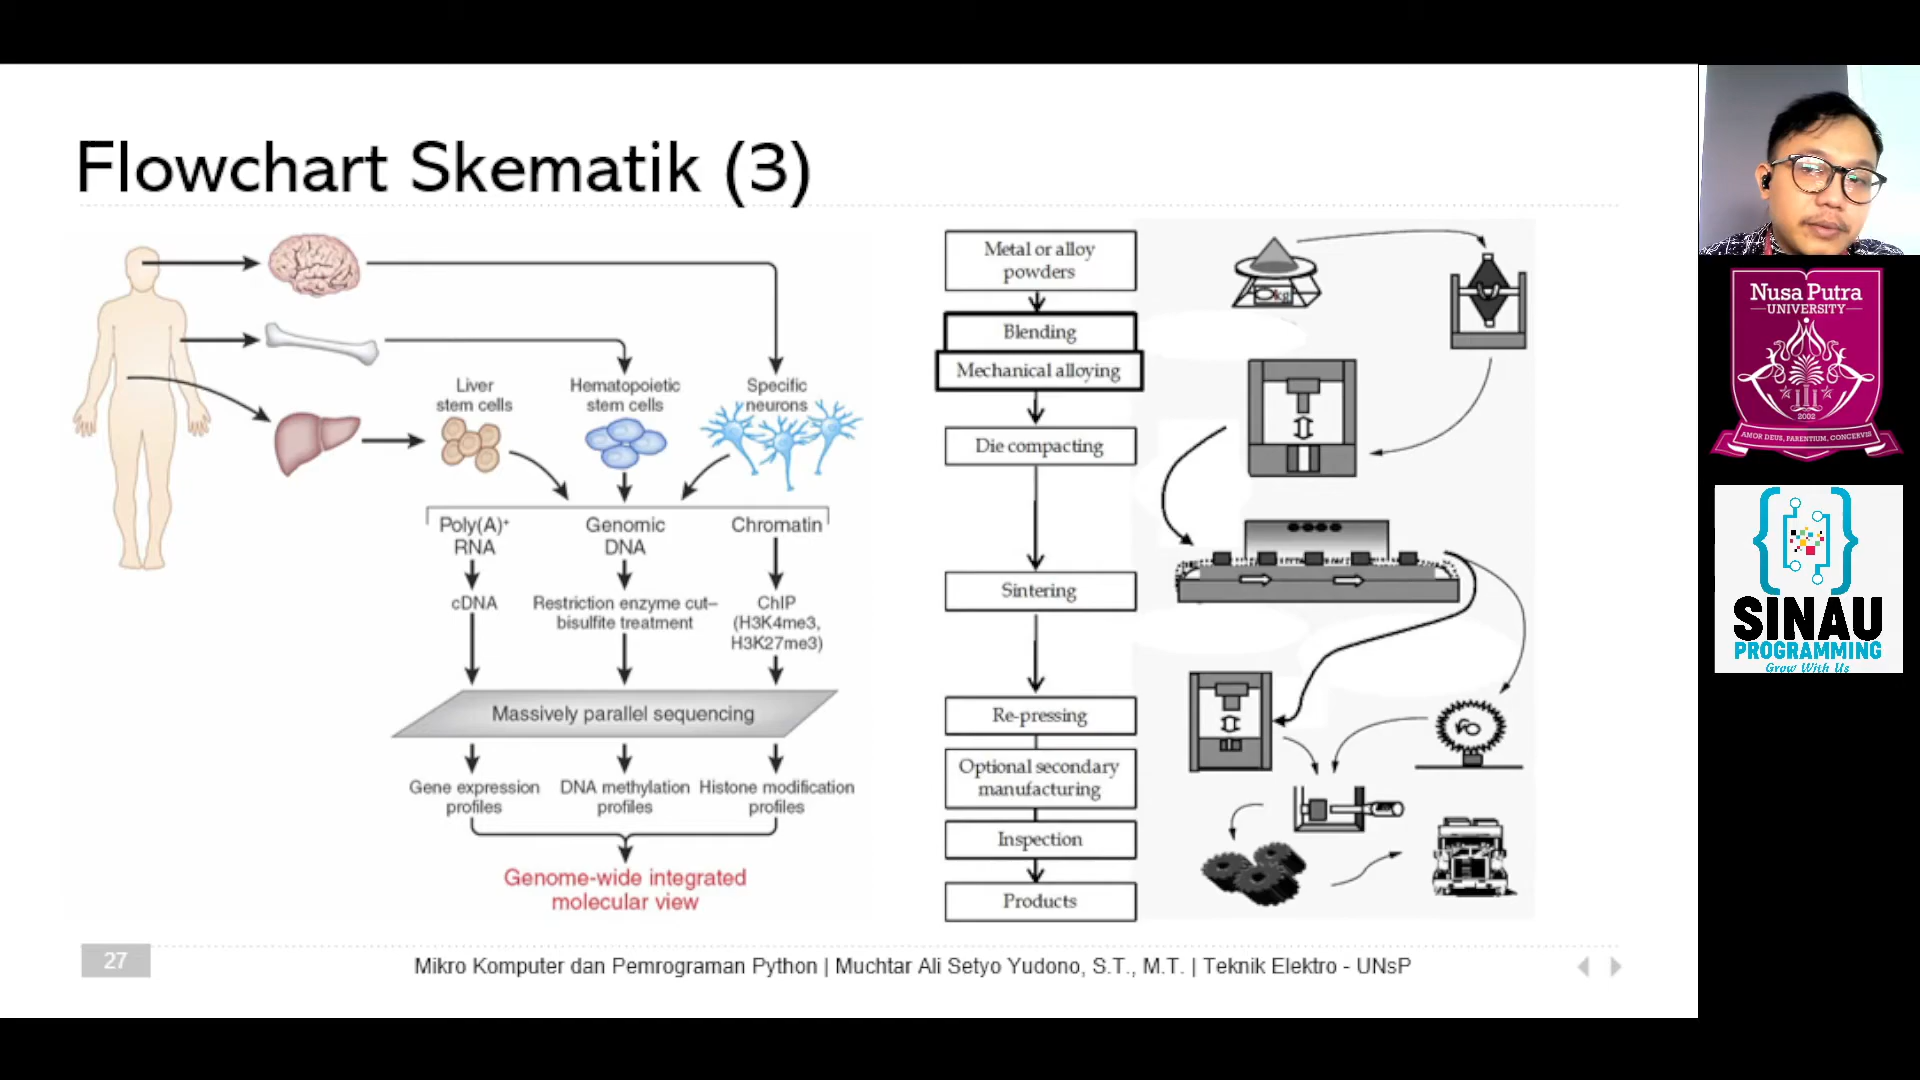 Flowchart Skematik (3)
Liver
stem cells
Hematopoietic
stem cells
Specific
neurons
Poly(A)⁺
RNA
Genomic
DNA
Chromatin
cDNA
Restriction enzyme cut–
bisulfite treatment
ChIP
(H3K4me3,
H3K27me3)
Massively parallel sequencing
Gene expression
profiles
DNA methylation
profiles
Histone modification
profiles
Genome-wide integrated
molecular view
Metal or alloy
powders
Blending
Mechanical alloying
Die compacting
Sintering
Re-pressing
Optional secondary
manufacturing
Inspection
Products
kg
27
Mikro Komputer dan Pemrograman Python | Muchtar Ali Setyo Yudono, S.T., M.T. | Teknik Elektro - UNsP
Nusa Putra
UNIVERSITY
2002
AMOR DEUS, PARENTIUM, CONCERVIS
SINAU
PROGRAMMING
Grow With Us